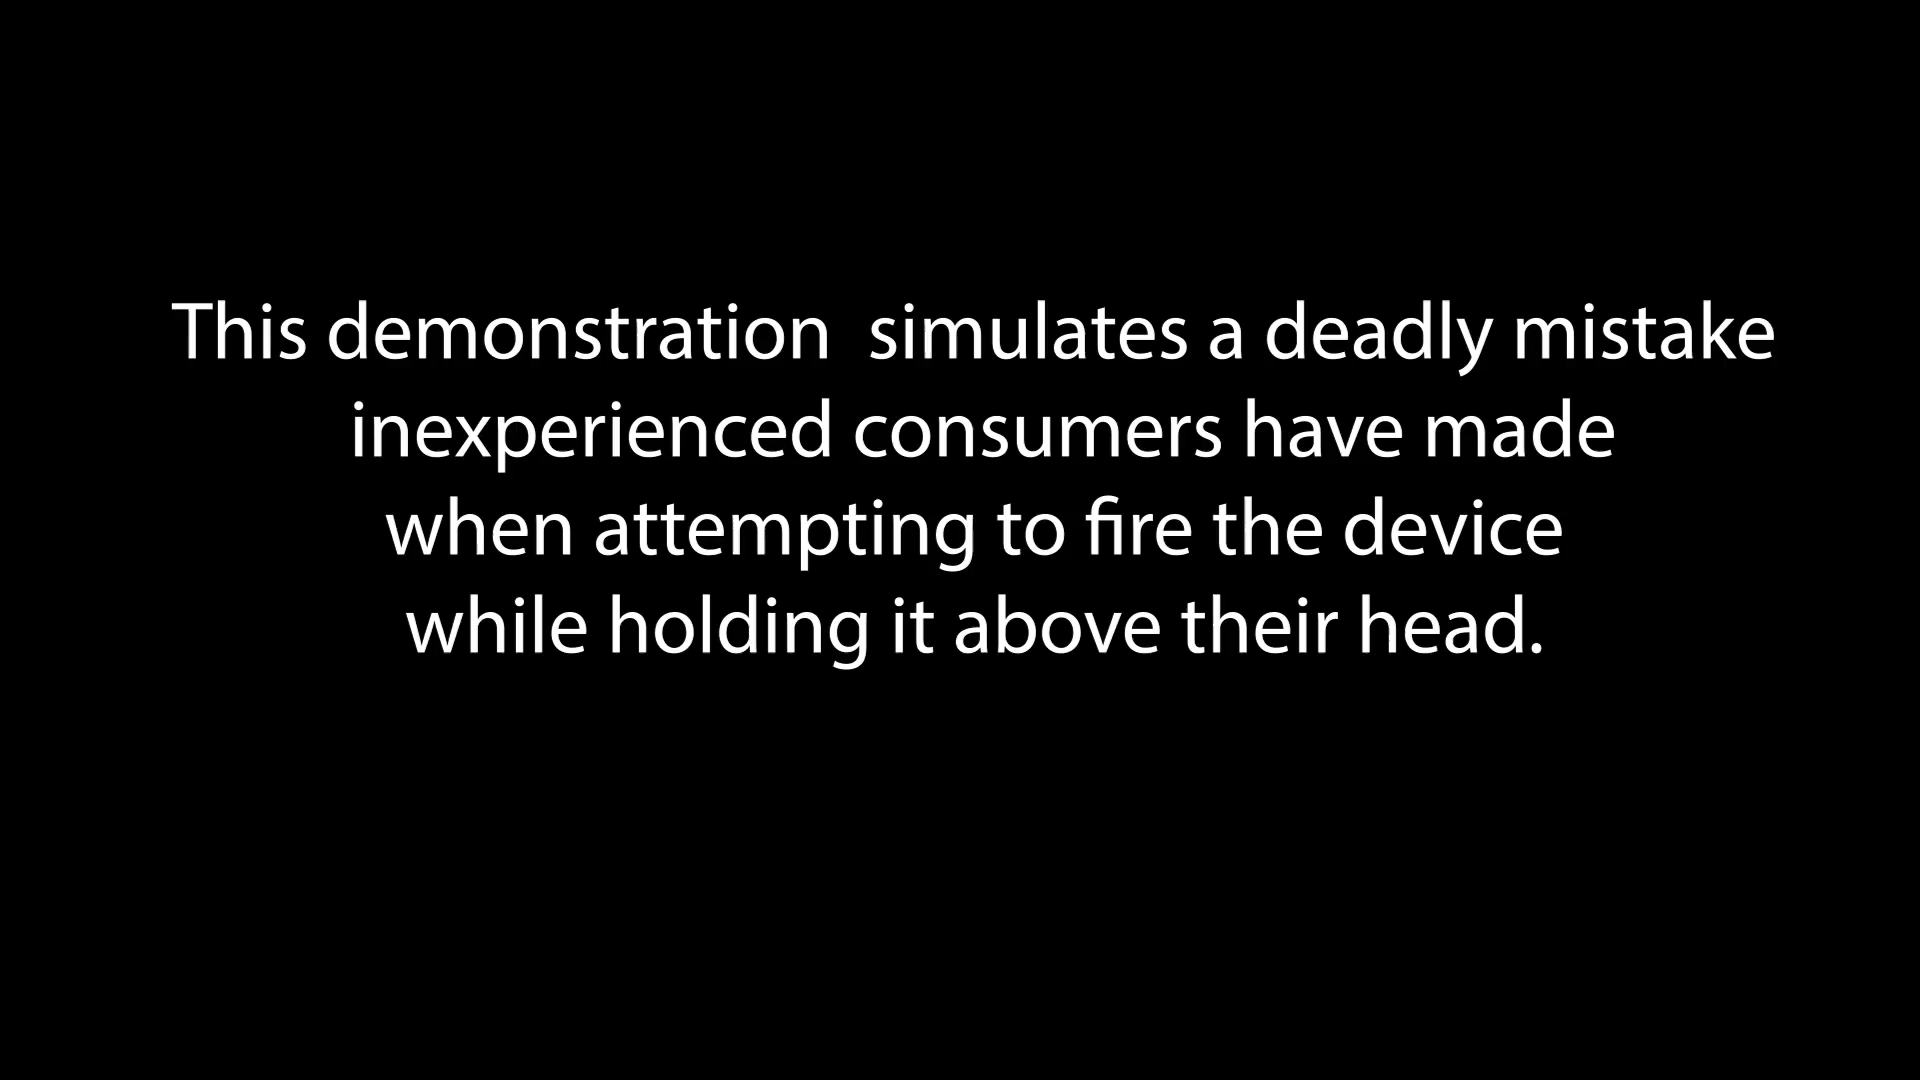 This demonstration  simulates a deadly mistake
inexperienced consumers have made
when attempting to fire the device
while holding it above their head.